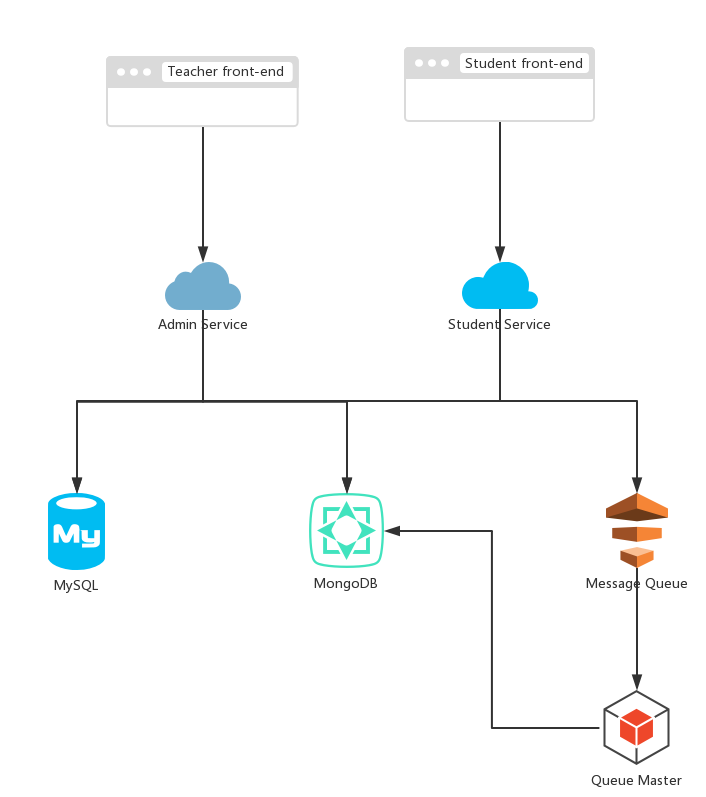 Teacher front-end
Student front-end
Admin Service
Student Service
My
MySQL
MongoDB
Message Queue
Queue Master